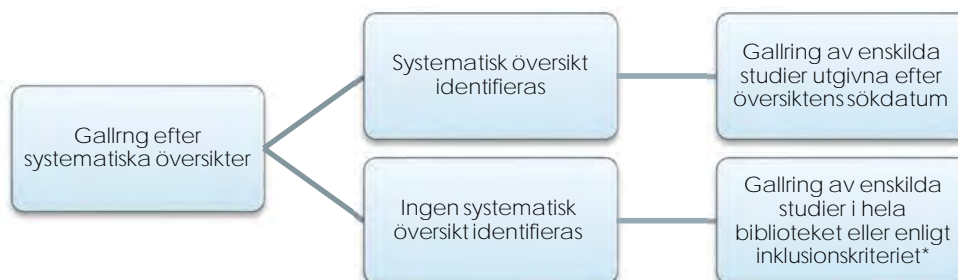 Gallrng efter
systematiska översikter
Systematisk översikt
identifieras
Gallring av enskilda
studier utgivna efter
översiktens sökdatum
Ingen systematisk
översikt identifieras
Gallring av enskilda
studier i hela
biblioteket eller enligt
inklusionskriteriet*